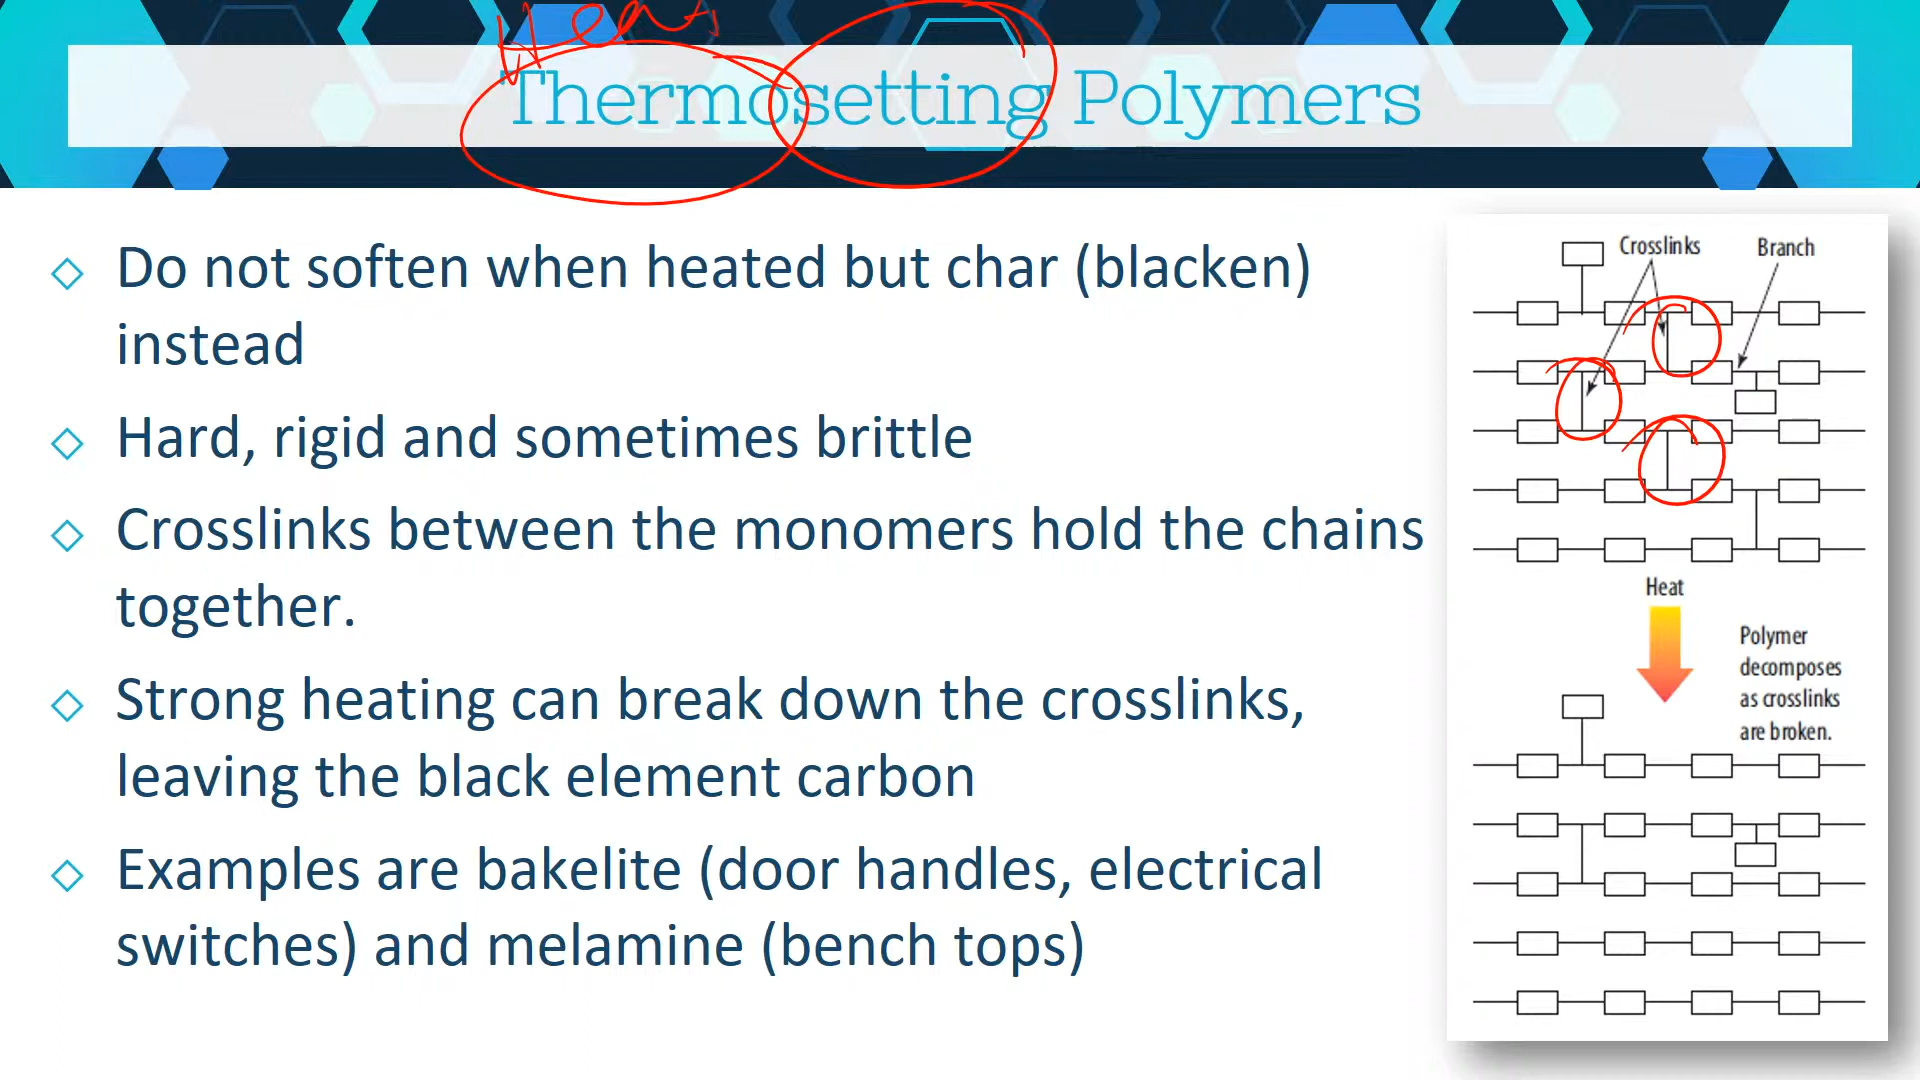 Heat
Thermosetting Polymers
Do not soften when heated but char (blacken)
instead
Hard, rigid and sometimes brittle
Crosslinks between the monomers hold the chains
together.
Strong heating can break down the crosslinks,
leaving the black element carbon
Examples are bakelite (door handles, electrical
switches) and melamine (bench tops)
Crosslinks
Branch
Heat
Polymer
decomposes
as crosslinks
are broken.